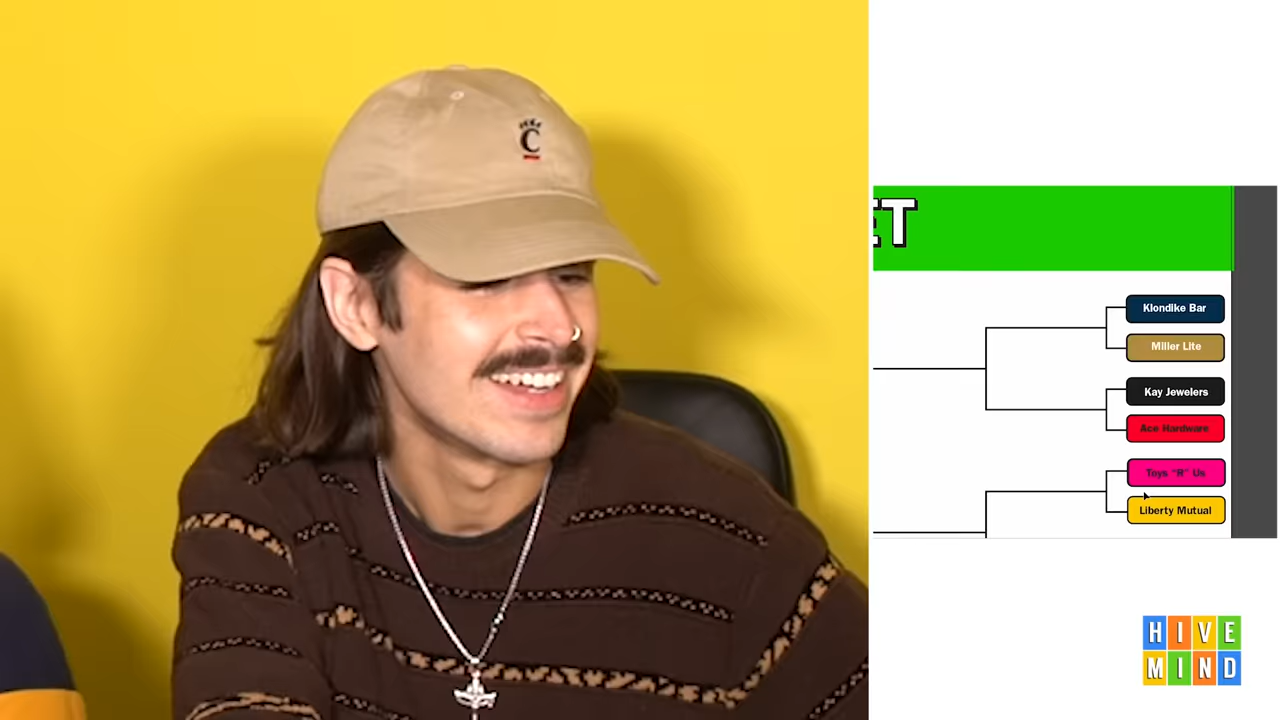 C
ET
Klondike Bar
Miller Lite
Kay Jewelers
Ace Hardware
Toys "R" Us
Liberty Mutual
HIVE
MIND